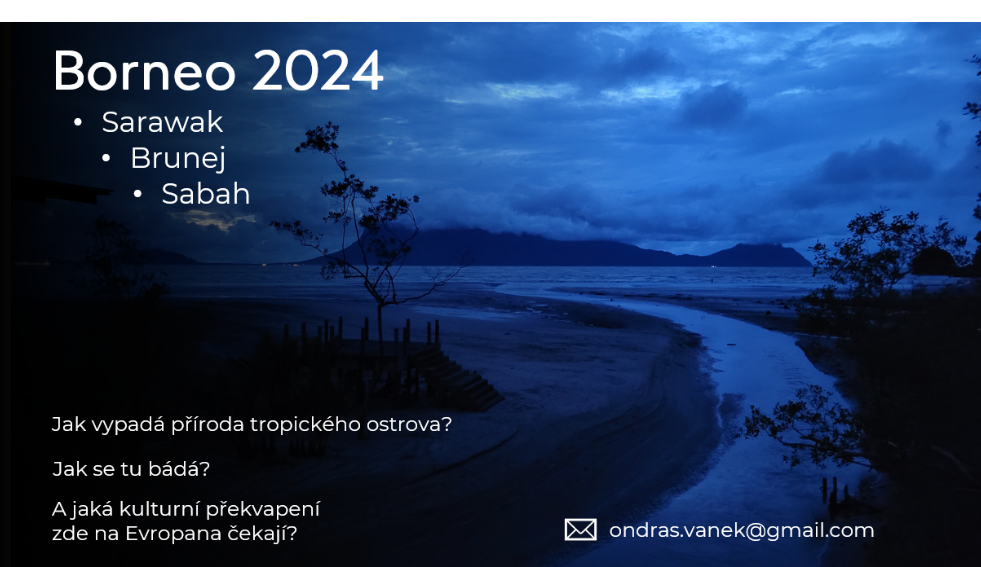 Borneo 2024
• Sarawak
• Brunej
• Sabah
Jak vypadá příroda tropického ostrova?
Jak se tu bádá?
A jaká kulturní překvapení
zde na Evropana čekají?
ondras.vanek@gmail.com